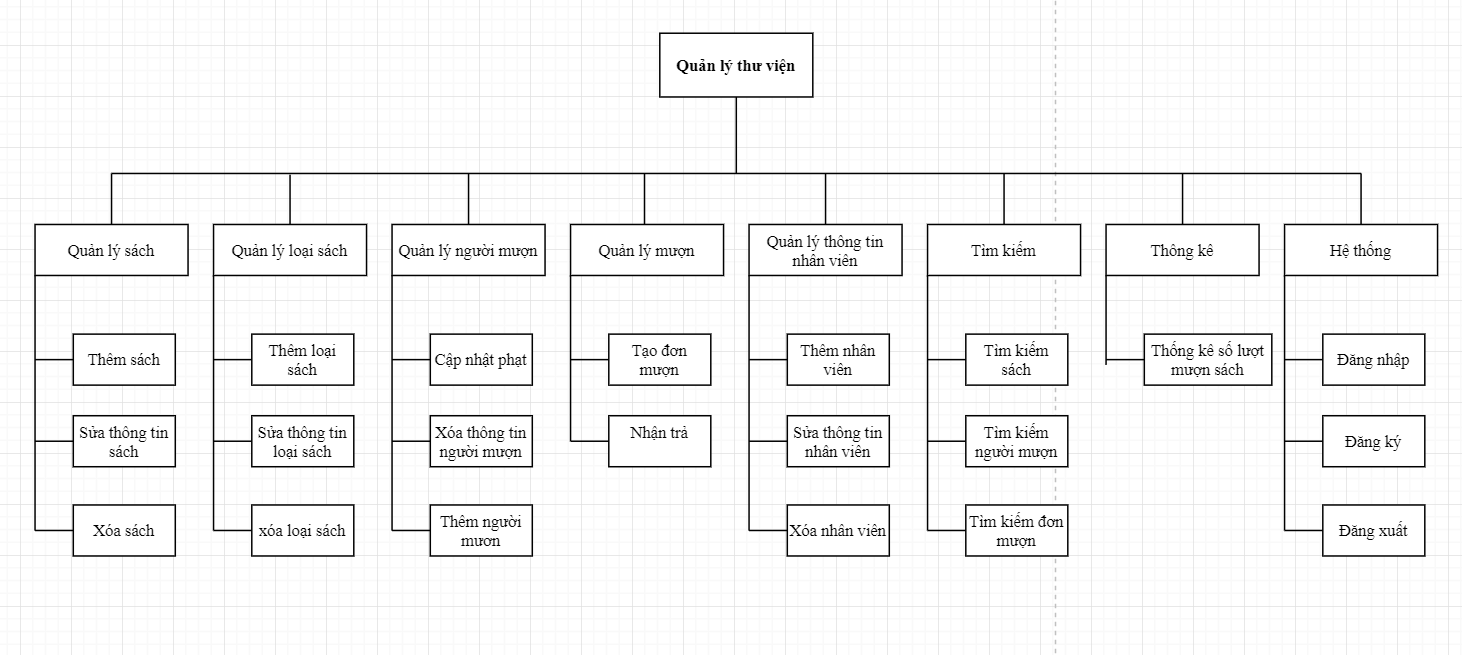 Quản lý thư viện
Quản lý sách
Quản lý loại sách
Quản lý người mượn
Quản lý mượn
Quản lý thông tin
nhân viên
Tìm kiếm
Thông kê
Hệ thống
Thêm sách
Thêm loại
sách
Cập nhật phạt
Tạo đơn
mượn
Thêm nhân
viên
Tìm kiếm
sách
Thống kê số lượt
mượn sách
Đăng nhập
Sửa thông tin
sách
Sửa thông tin
loại sách
Xóa thông tin
người mượn
Nhận trả
Sửa thông tin
nhân viên
Tìm kiếm
người mượn
Đăng ký
Xóa sách
xóa loại sách
Thêm người
mươn
Xóa nhân viên
Tìm kiếm đơn
mượn
Đăng xuất